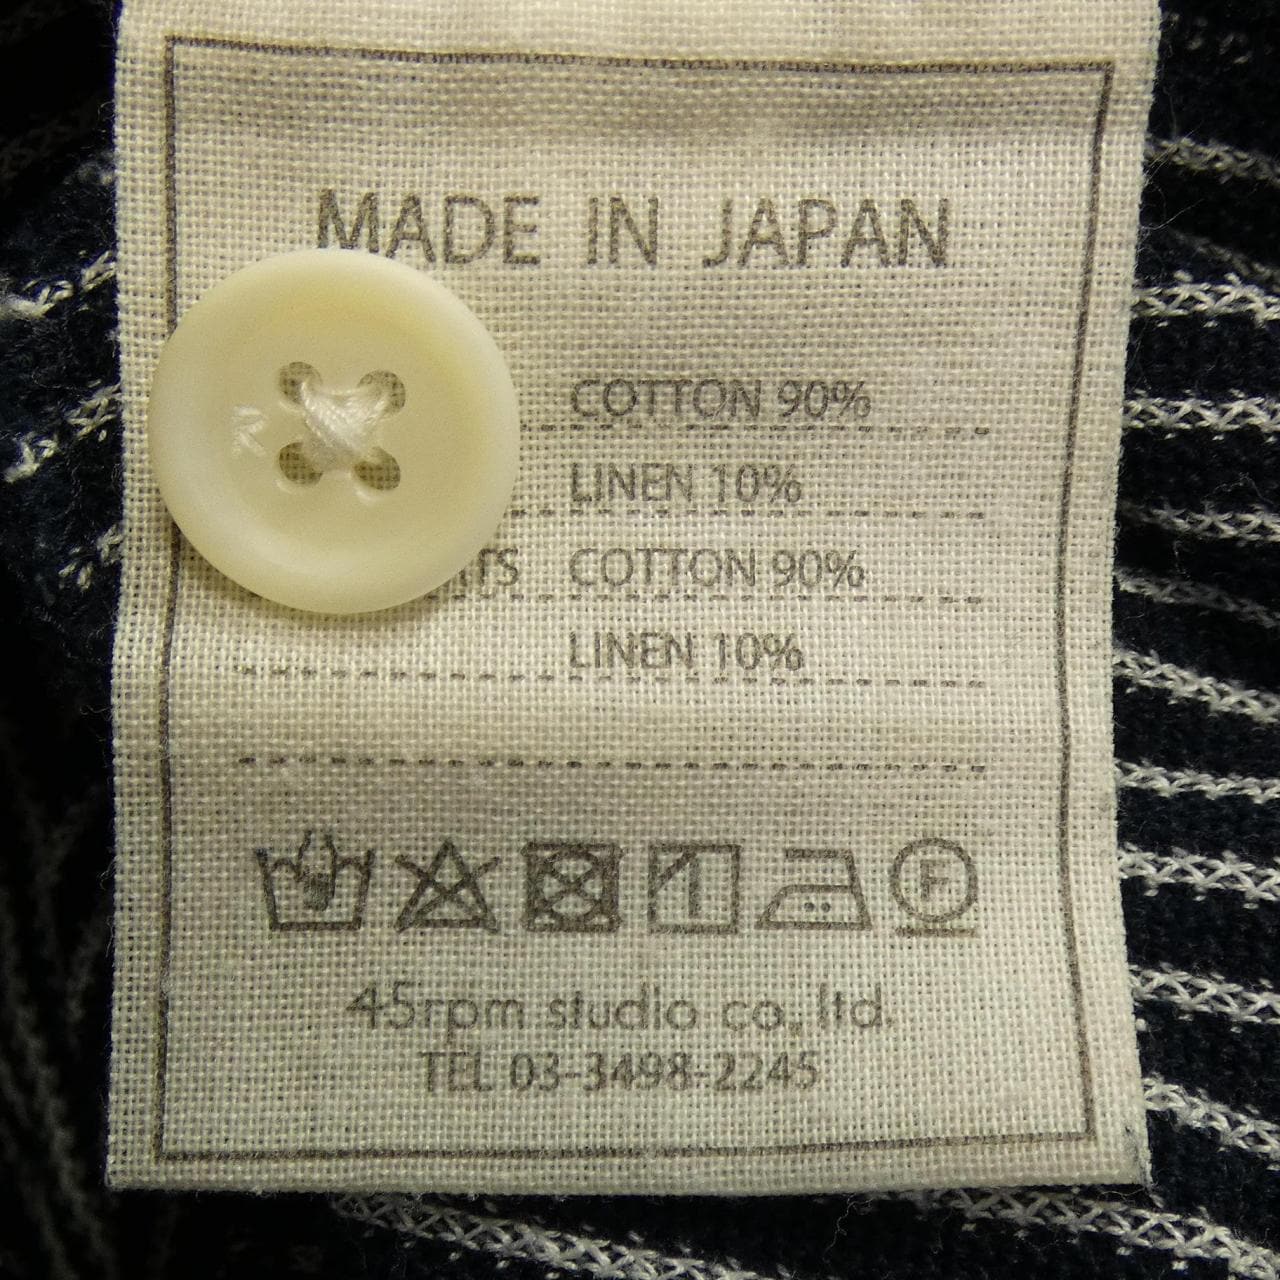 MADE IN JAPAN
R
COTTON 90%
LINEN 10%
COTTON 90%
LINEN 10%
F
45rpm studio co., ltd.
TEL 03-3498-2245